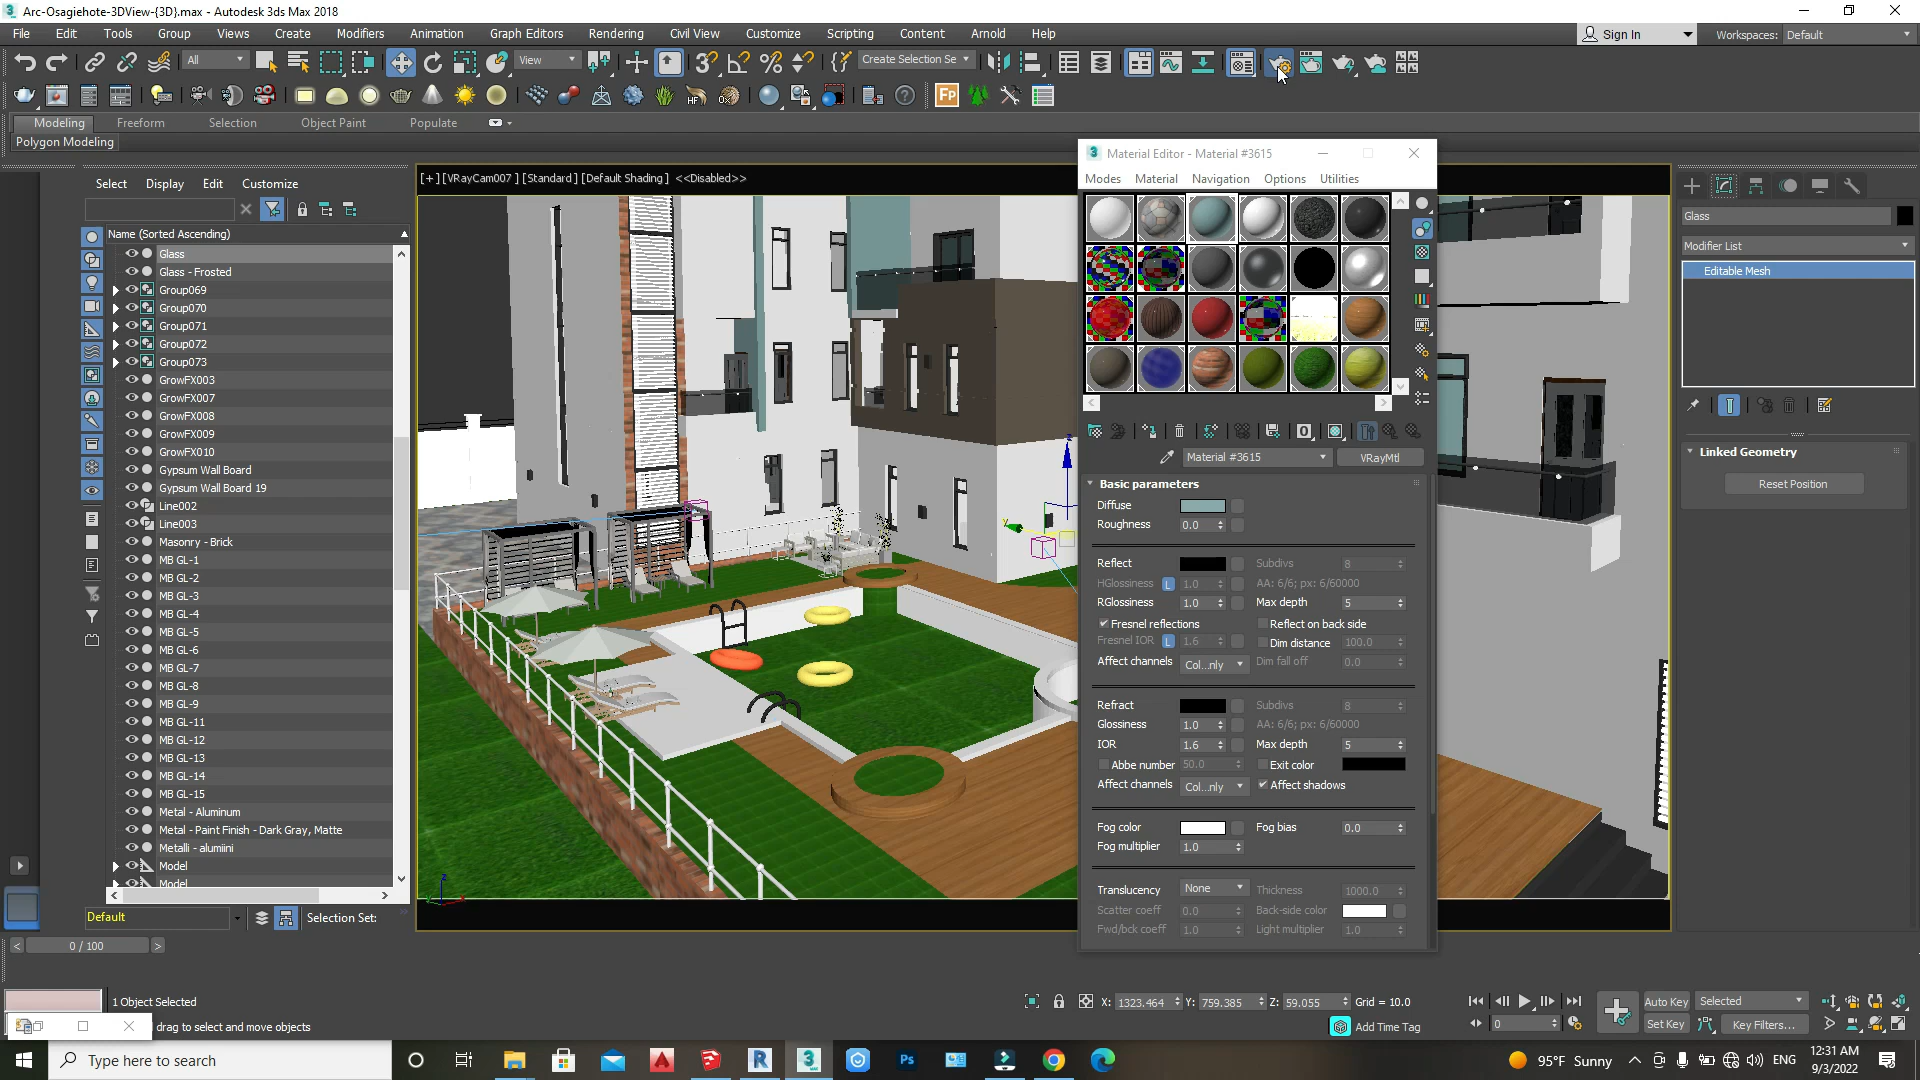 Arc-Osagiehote-3DView-{3D}.max - Autodesk 3ds Max 2018
File Edit Tools Group Views Create Modifiers Animation Graph Editors Rendering Civil View Customize Scripting Content Arnold Help
Sign In Workspaces: Default
All View Create Selection Se
Modeling Freeform Selection Object Paint Populate
Polygon Modeling
Select Display Edit Customize
Name (Sorted Ascending)
Glass
Glass - Frosted
Group069
Group070
Group071
Group072
Group073
GrowFX003
GrowFX007
GrowFX008
GrowFX009
GrowFX010
Gypsum Wall Board
Gypsum Wall Board 19
Line002
Line003
Masonry - Brick
MB GL-1
MB GL-2
MB GL-3
MB GL-4
MB GL-5
MB GL-6
MB GL-7
MB GL-8
MB GL-9
MB GL-11
MB GL-12
MB GL-13
MB GL-14
MB GL-15
Metal - Aluminum
Metal - Paint Finish - Dark Gray, Matte
Metalli - alumiini
Model
Model
Default Selection Set:
0 / 100
[+] [VRayCam007 ] [Standard ] [Default Shading ] <<Disabled>>
Material Editor - Material #3615
Modes Material Navigation Options Utilities
Material #3615 VRayMtl
Basic parameters
Diffuse
Roughness 0.0
Reflect Subdivs 8
HGlossiness L 1.0 AA: 6/6; px: 6/60000
RGlossiness 1.0 Max depth 5
Fresnel reflections Reflect on back side
Fresnel IOR L 1.6 Dim distance 100.0
Affect channels Col...nly Dim fall off 0.0
Refract Subdivs 8
Glossiness 1.0 AA: 6/6; px: 6/60000
IOR 1.6 Max depth 5
Abbe number 50.0 Exit color
Affect channels Col...nly Affect shadows
Fog color Fog bias 0.0
Fog multiplier 1.0
Translucency None Thickness 1000.0
Scatter coeff 0.0 Back-side color
Fwd/bck coeff 1.0 Light multiplier 1.0
Glass
Modifier List
Editable Mesh
Linked Geometry
Reset Position
1 Object Selected
drag to select and move objects
X: 1323.464 Y: 759.385 Z: 59.055 Grid = 10.0
Add Time Tag
Auto Key Selected
Set Key Key Filters...
0
Type here to search
95°F Sunny ENG
12:31 AM
9/3/2022